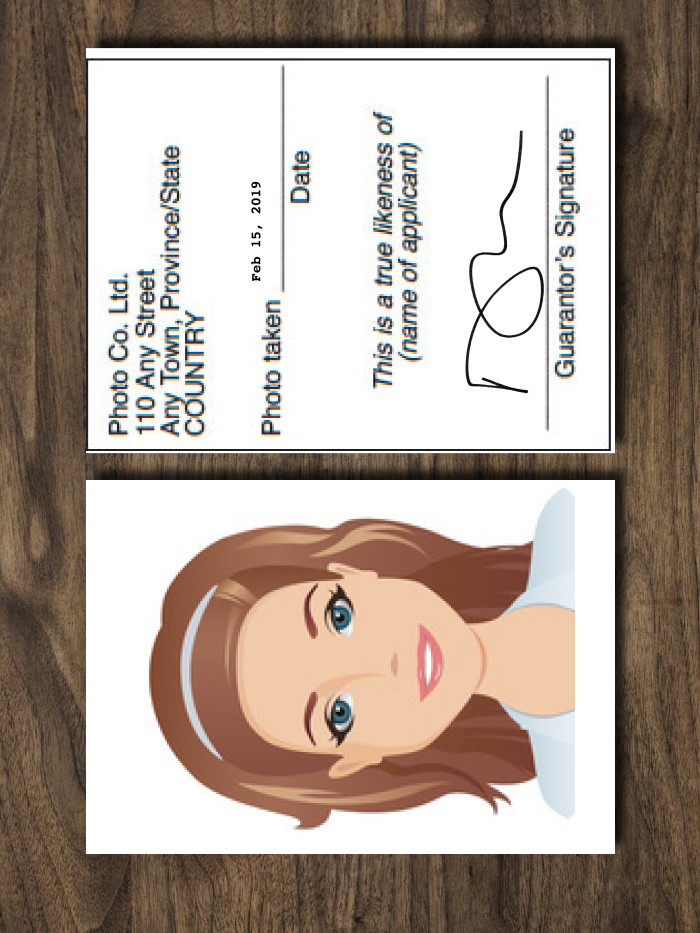 Photo Co. Ltd.
110 Any Street
Any Town, Province/State
COUNTRY
Photo taken Feb 15, 2019
Date
This is a true likeness of
(name of applicant)
Guarantor's Signature